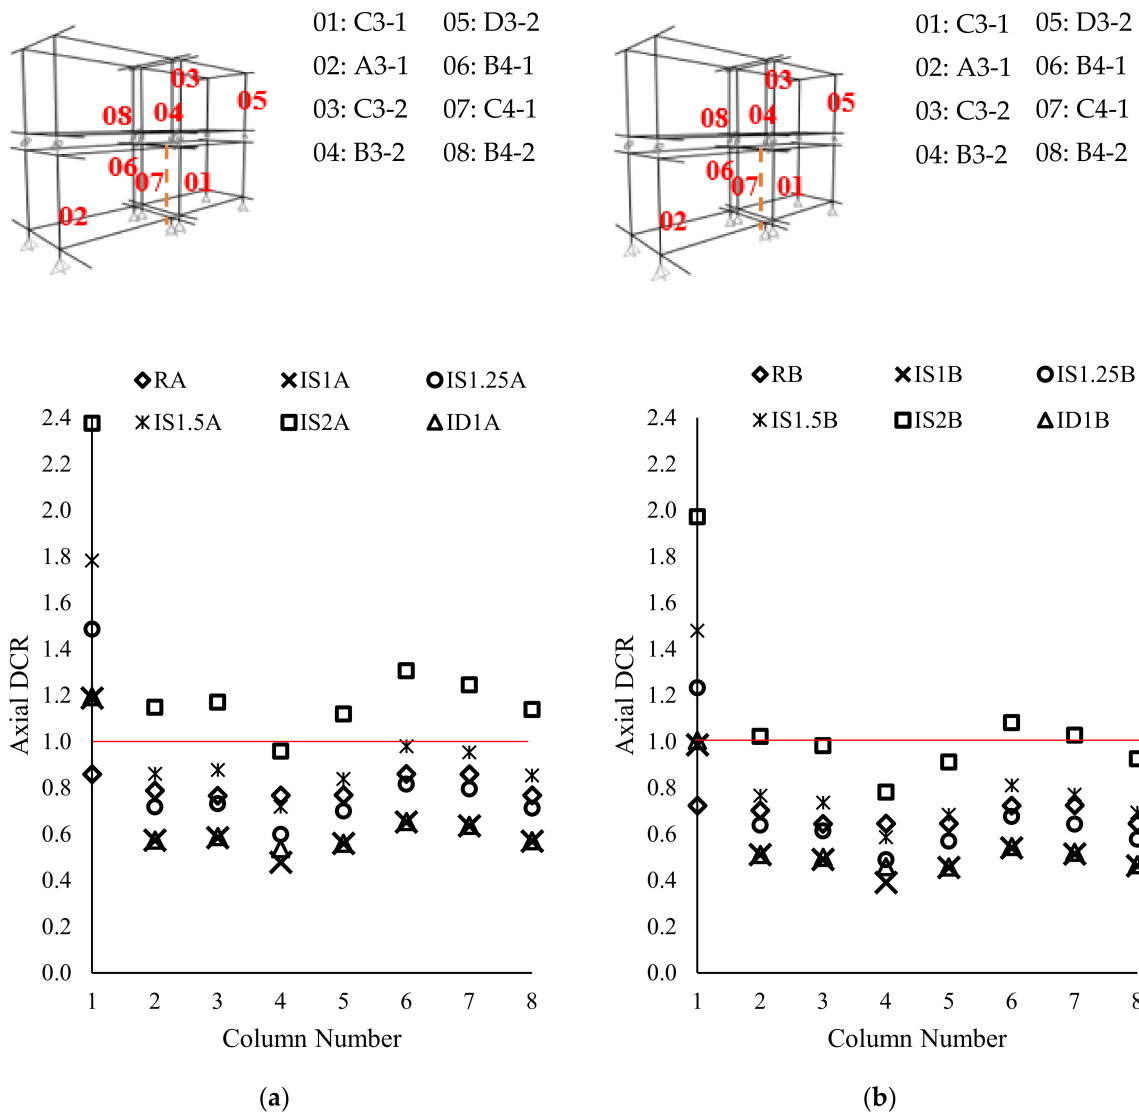 01: C3-1 05: D3-2
02: A3-1 06: B4-1
03: C3-2 07: C4-1
04: B3-2 08: B4-2
03
05
08 04
06
07 01
02
RA IS1A IS1.25A
IS1.5A IS2A ID1A
2.4
2.2
2.0
1.8
1.6
1.4
1.2
1.0
0.8
0.6
0.4
0.2
0.0
Axial DCR
1 2 3 4 5 6 7 8
Column Number
(a)
01: C3-1 05: D3-2
02: A3-1 06: B4-1
03: C3-2 07: C4-1
04: B3-2 08: B4-2
03
05
08 04
06
07 01
02
RB IS1B IS1.25B
IS1.5B IS2B ID1B
2.4
2.2
2.0
1.8
1.6
1.4
1.2
1.0
0.8
0.6
0.4
0.2
0.0
Axial DCR
1 2 3 4 5 6 7 8
Column Number
(b)